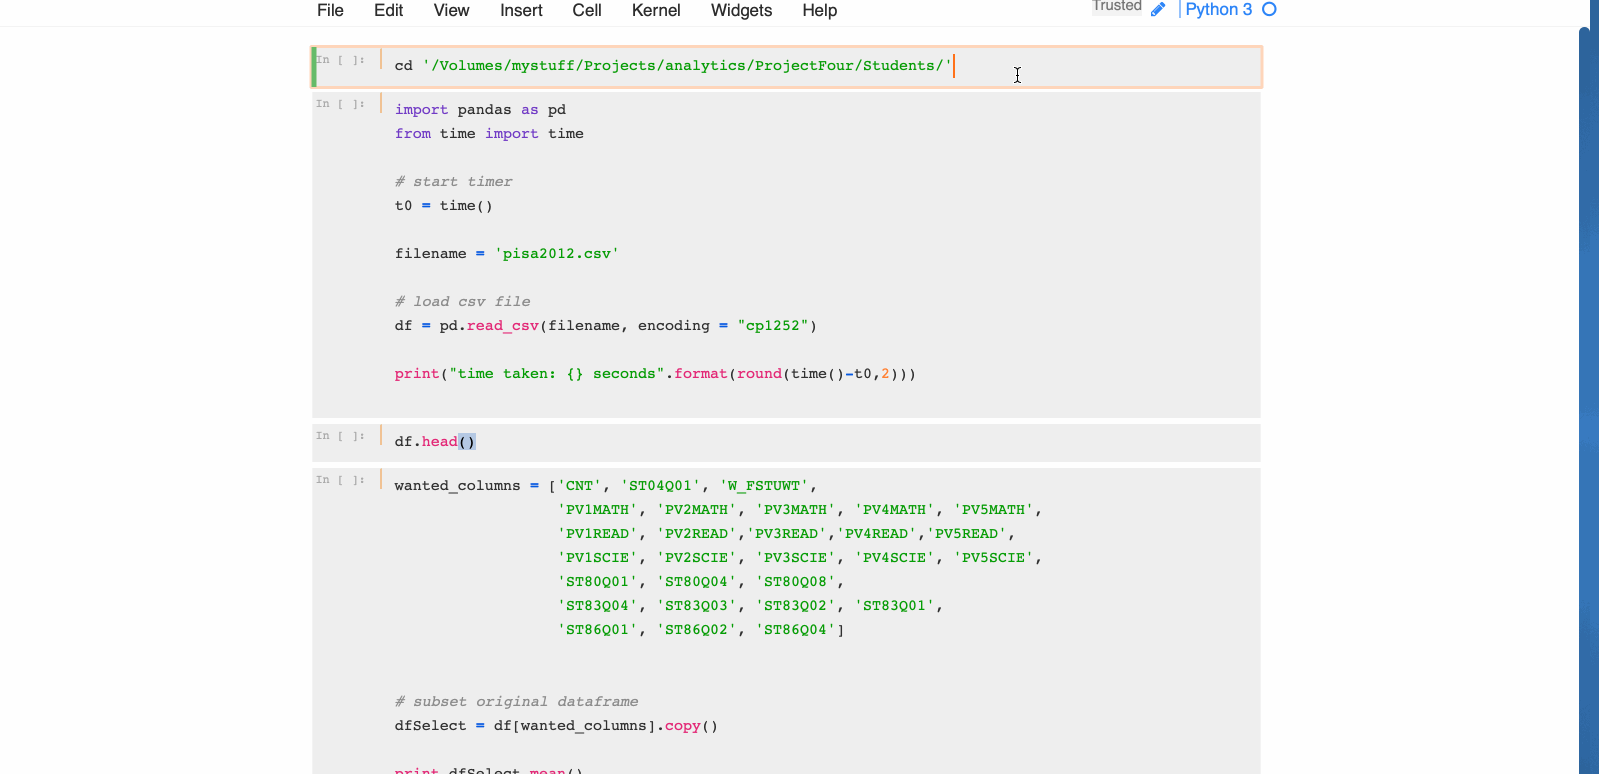 File Edit View Insert Cell Kernel Widgets Help Trusted Python 3
In [ ]: cd '/Volumes/mystuff/Projects/analytics/ProjectFour/Students/'
In [ ]: import pandas as pd
from time import time
# start timer
t0 = time()
filename = 'pisa2012.csv'
# load csv file
df = pd.read_csv(filename, encoding = "cp1252")
print("time taken: {} seconds".format(round(time()-t0,2)))
In [ ]: df.head()
In [ ]: wanted_columns = ['CNT', 'ST04Q01', 'W_FSTUWT',
'PV1MATH', 'PV2MATH', 'PV3MATH', 'PV4MATH', 'PV5MATH',
'PV1READ', 'PV2READ','PV3READ','PV4READ','PV5READ',
'PV1SCIE', 'PV2SCIE', 'PV3SCIE', 'PV4SCIE', 'PV5SCIE',
'ST80Q01', 'ST80Q04', 'ST80Q08',
'ST83Q04', 'ST83Q03', 'ST83Q02', 'ST83Q01',
'ST86Q01', 'ST86Q02', 'ST86Q04']
# subset original dataframe
dfSelect = df[wanted_columns].copy()
print dfSelect.mean()